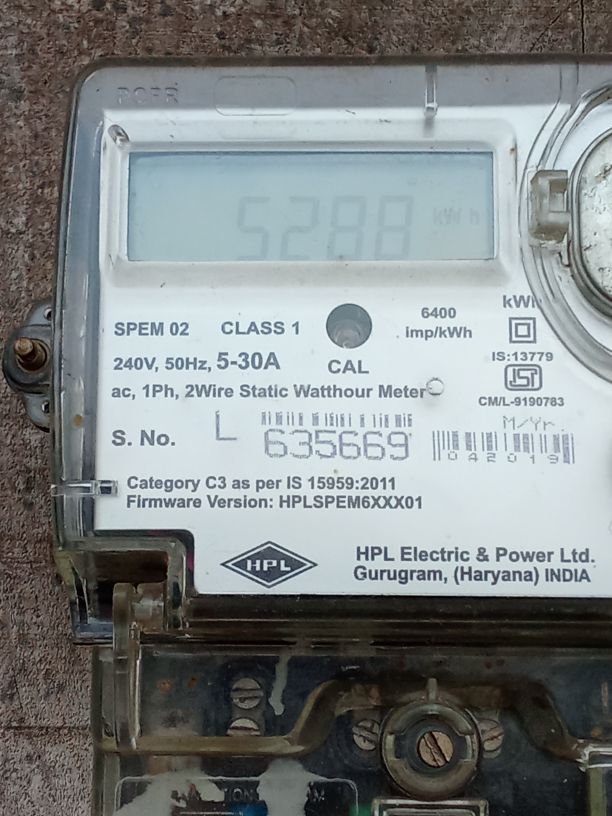 5288 kWh
kWh
6400
imp/kWh
SPEM 02 CLASS 1
CAL
IS:13779
240V, 50Hz, 5-30A
ISI
CM/L-9190783
ac, 1Ph, 2Wire Static Watthour Meter
M/Yr.
S. No. L 635669 042019
Category C3 as per IS 15959:2011
Firmware Version: HPLSPEM6XXX01
HPL
HPL Electric & Power Ltd.
Gurugram, (Haryana) INDIA